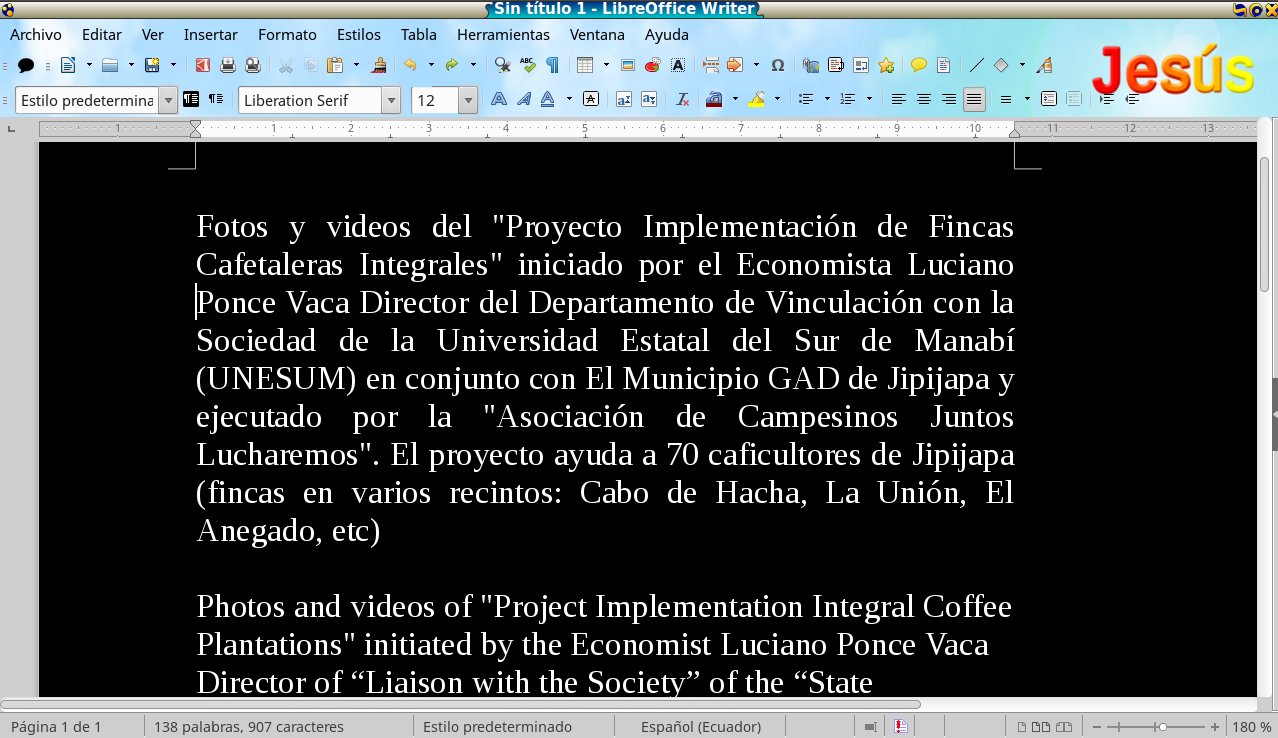 Sin título 1 - LibreOffice Writer
Archivo Editar Ver Insertar Formato Estilos Tabla Herramientas Ventana Ayuda
Jesús
Estilo predetermina Liberation Serif 12
1 1 2 3 4 5 6 7 8 9 10 11 12 13
Fotos y videos del "Proyecto Implementación de Fincas
Cafetaleras Integrales" iniciado por el Economista Luciano
Ponce Vaca Director del Departamento de Vinculación con la
Sociedad de la Universidad Estatal del Sur de Manabí
(UNESUM) en conjunto con El Municipio GAD de Jipijapa y
ejecutado por la "Asociación de Campesinos Juntos
Lucharemos". El proyecto ayuda a 70 caficultores de Jipijapa
(fincas en varios recintos: Cabo de Hacha, La Unión, El
Anegado, etc)
Photos and videos of "Project Implementation Integral Coffee
Plantations" initiated by the Economist Luciano Ponce Vaca
Director of “Liaison with the Society” of the “State
Página 1 de 1 138 palabras, 907 caracteres Estilo predeterminado Español (Ecuador) 180 %